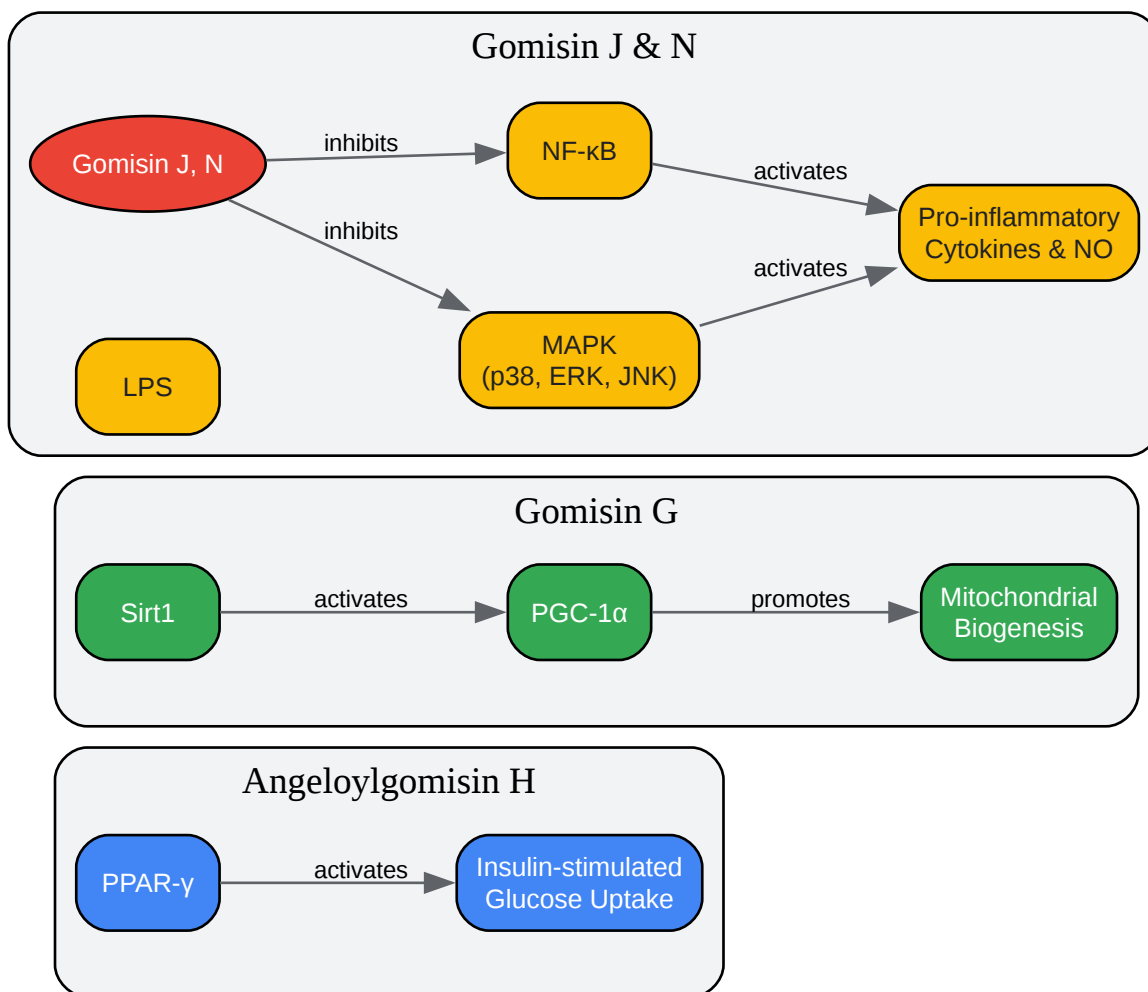 Gomisin J & N
Gomisin J, N
inhibits
NF-κB
activates
inhibits
Pro-inflammatory
Cytokines & NO
activates
MAPK
(p38, ERK, JNK)
LPS
Gomisin G
Sirt1
activates
PGC-1α
promotes
Mitochondrial
Biogenesis
Angeloylgomisin H
PPAR-γ
activates
Insulin-stimulated
Glucose Uptake